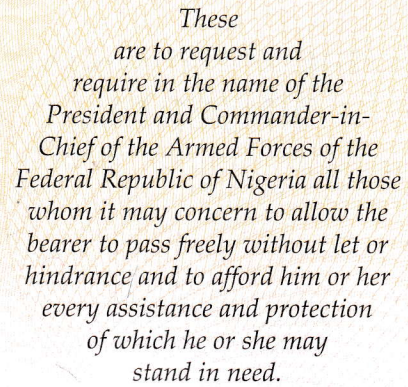 These
are to request and
require in the name of the
President and Commander-in-
Chief of the Armed Forces of the
Federal Republic of Nigeria all those
whom it may concern to allow the
bearer to pass freely without let or
hindrance and to afford him or her
every assistance and protection
of which he or she may
stand in need.